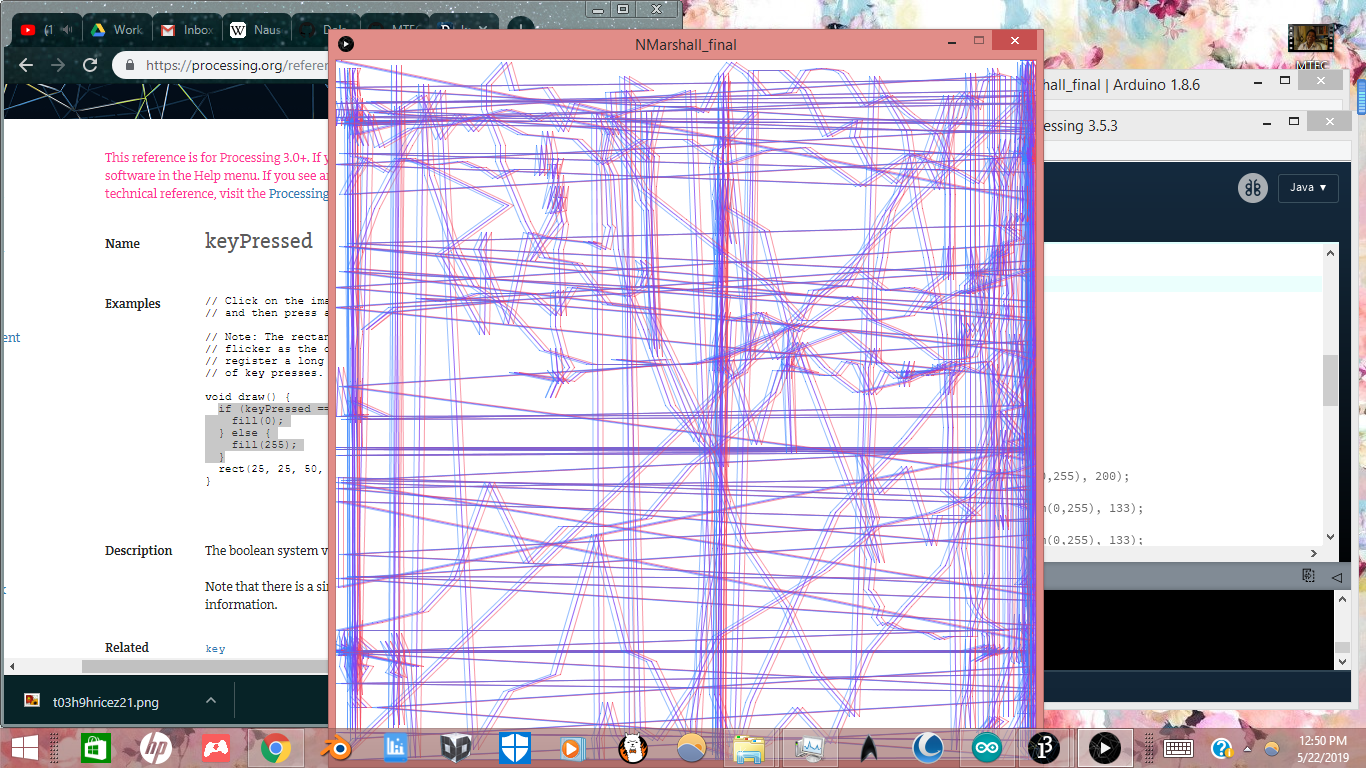 (1
Work
Inbox
Naus
MTEC
NMarshall_final
https://processing.org/referen
MTEC
hall_final | Arduino 1.8.6
essing 3.5.3
Java ▼
This reference is for Processing 3.0+. If y
software in the Help menu. If you see an
technical reference, visit the Processing
Name
keyPressed
Examples
// Click on the ima
// and then press a
// Note: The rectan
// flicker as the o
// register a long
// of key presses.
ent
void draw() {
if (keyPressed ==
fill(0);
} else {
fill(255);
}
rect(25, 25, 50,
}
0,255), 200);
m(0,255), 133);
m(0,255), 133);
Description
The boolean system v
Note that there is a sim
information.
Related
key
t03h9hricez21.png
12:50 PM
5/22/2019